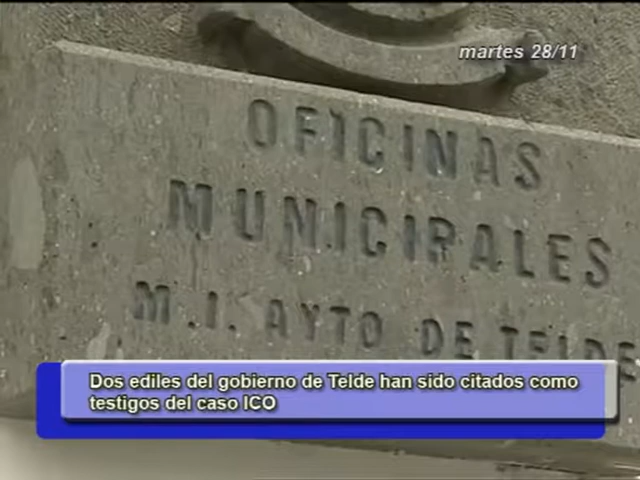 martes 28/11
OFICINAS
MUNICIPALES
M.I. AYTO DE TELDE
Dos ediles del gobierno de Telde han sido citados como
testigos del caso ICO